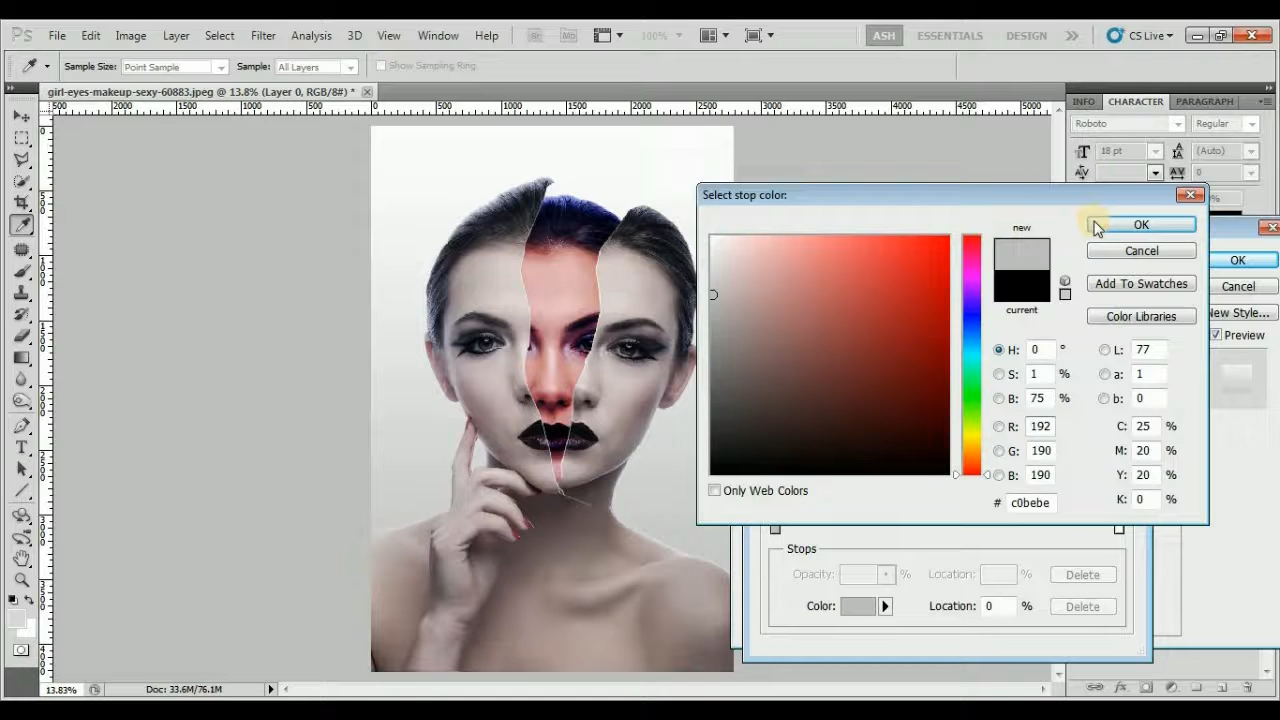 Ps File Edit Image Layer Select Filter Analysis 3D View Window Help Br Mb 100% ASH ESSENTIALS DESIGN CS Live
Sample Size: Point Sample Sample: All Layers Show Sampling Ring
girl-eyes-makeup-sexy-60883.jpeg @ 13.8% (Layer 0, RGB/8#) *
INFO CHARACTER PARAGRAPH
500 2000 1500 1000 500 0 500 1000 1500 2000 2500 3000 3500 4000 4500 5000
Roboto Regular
18 pt (Auto)
0
%
Select stop color:
OK
Cancel
Add To Swatches
Color Libraries
new
current
H: 0 °
S: 1 %
B: 75 %
R: 192
G: 190
B: 190
# c0bebe
L: 77
a: 1
b: 0
C: 25 %
M: 20 %
Y: 20 %
K: 0 %
Only Web Colors
OK
Cancel
New Style...
Preview
Stops
Opacity: % Location: % Delete
Color: Location: 0 % Delete
13.83% Doc: 33.6M/76.1M